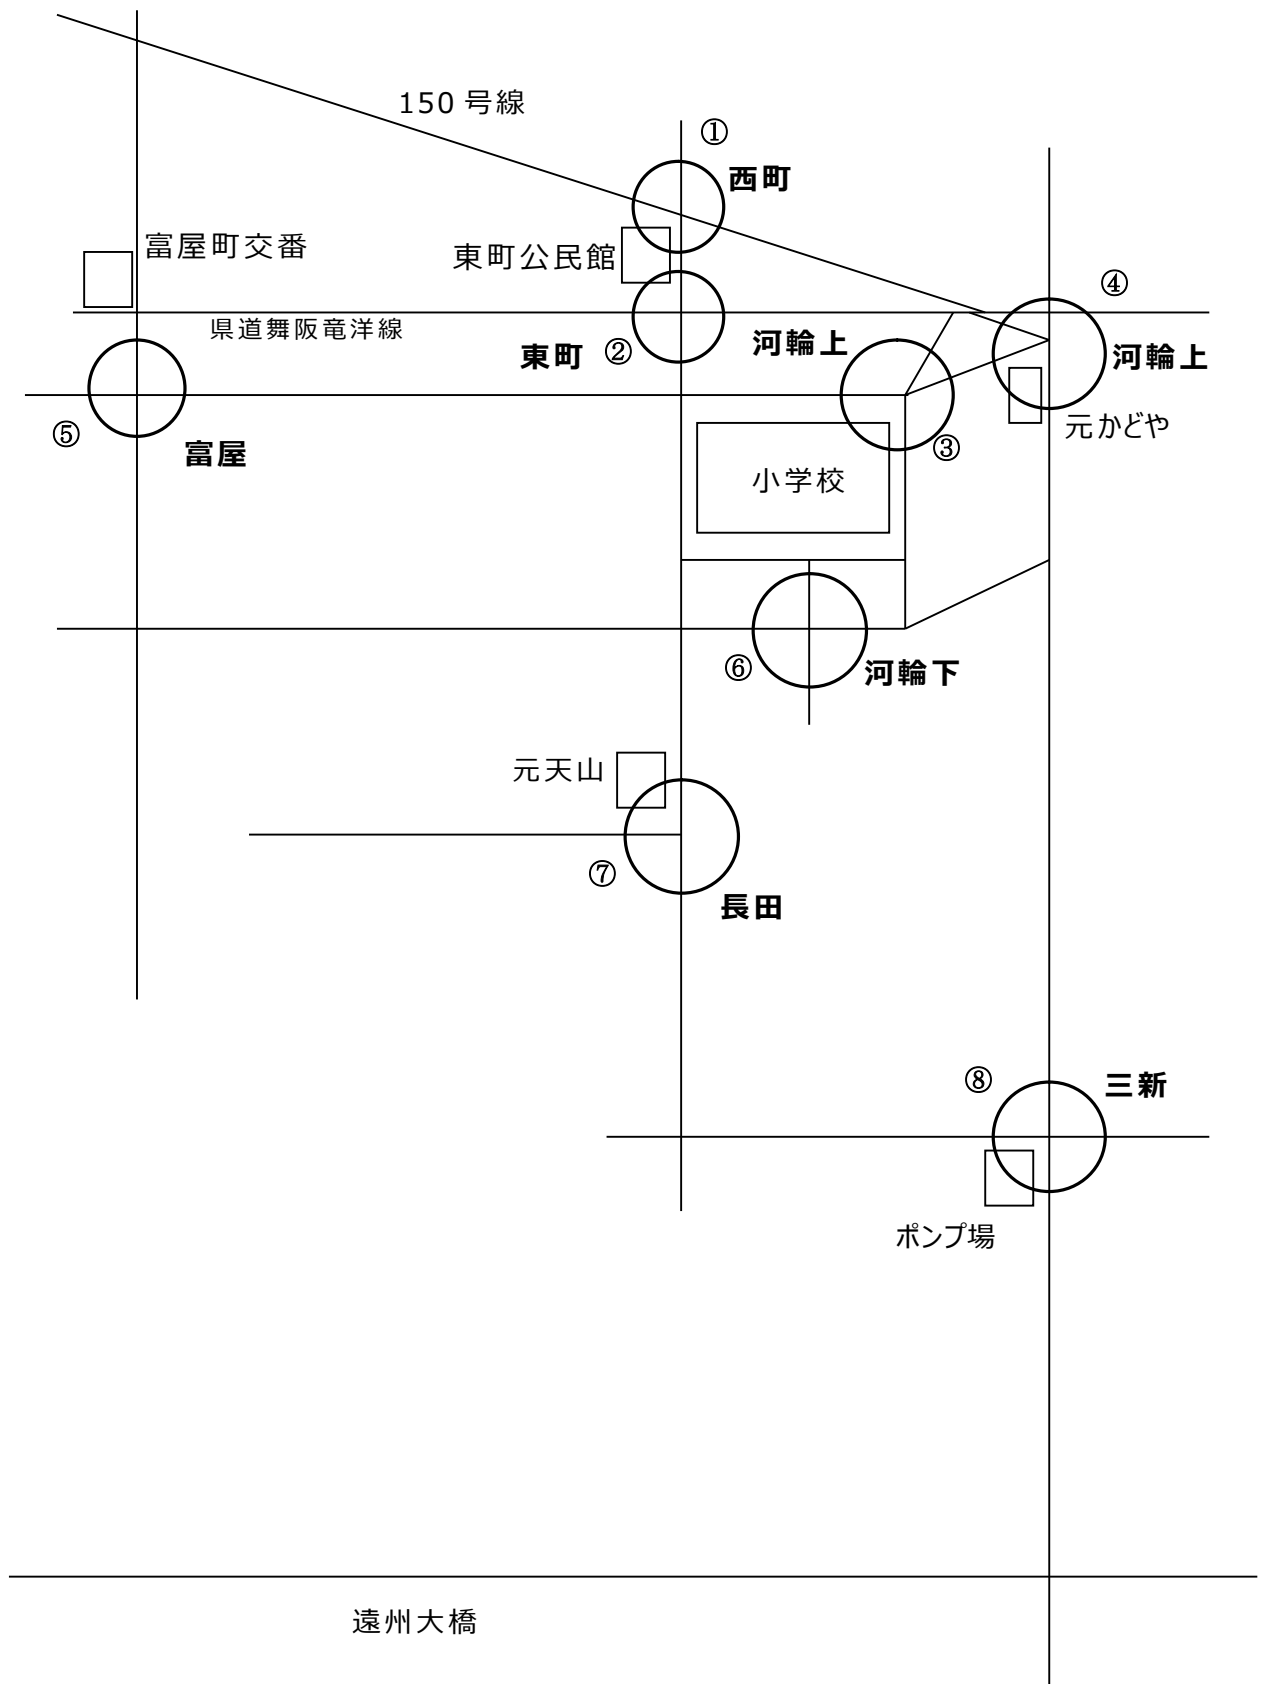 150 号線
①
西町
富屋町交番
東町公民館
④
県道舞阪竜洋線
東町
②
河輪上
河輪上
元かどや
⑤
富屋
③
小学校
⑥
河輪下
元天山
⑦
長田
⑧
三新
ポンプ場
遠州大橋